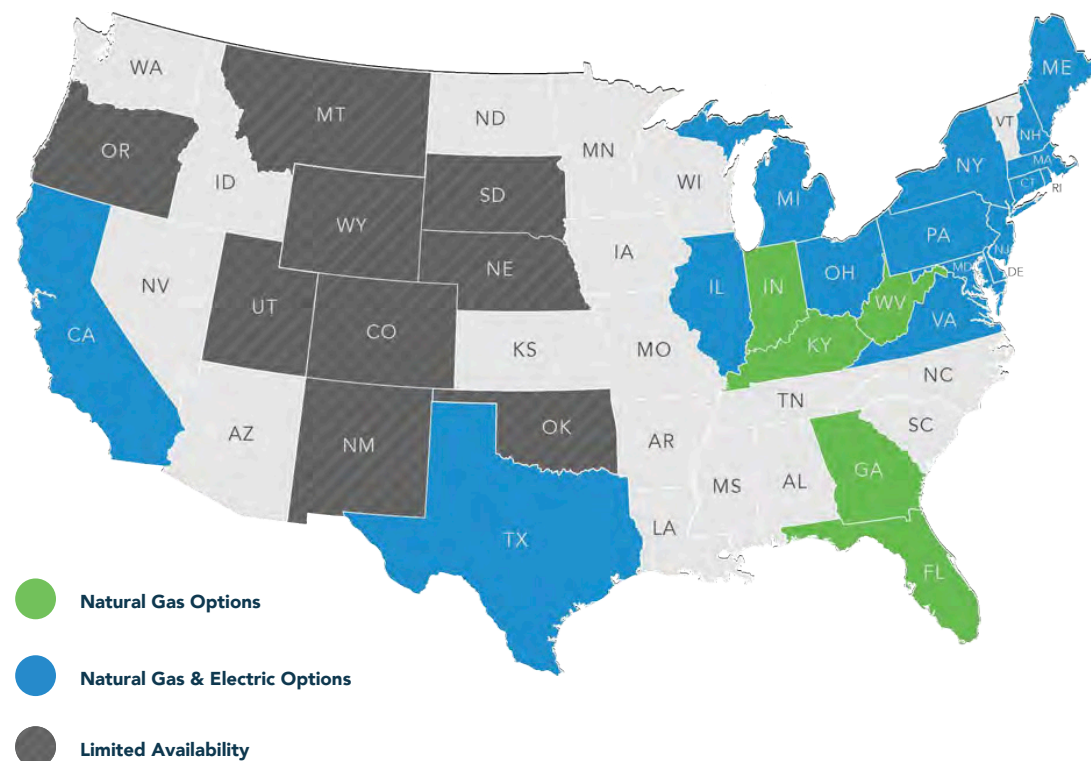 WA
MT
ND
MN
OR
ID
WY
SD
WI
MI
NY
VT
NH
ME
MA
CT
RI
NV
UT
CO
NE
IA
IL
IN
OH
PA
NJ
MD
DE
WV
VA
CA
KS
MO
KY
NC
TN
SC
AZ
NM
OK
AR
MS
AL
GA
TX
LA
FL
Natural Gas Options
Natural Gas & Electric Options
Limited Availability